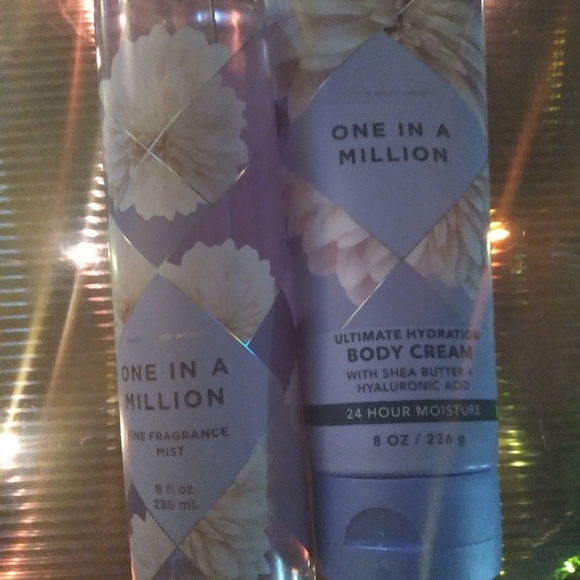 ONE IN A
MILLION
FINE FRAGRANCE
MIST
8 fl oz
236 mL
ONE IN A
MILLION
ULTIMATE HYDRATION
BODY CREAM
WITH SHEA BUTTER +
HYALURONIC ACID
24 HOUR MOISTURE
8 OZ / 226 g